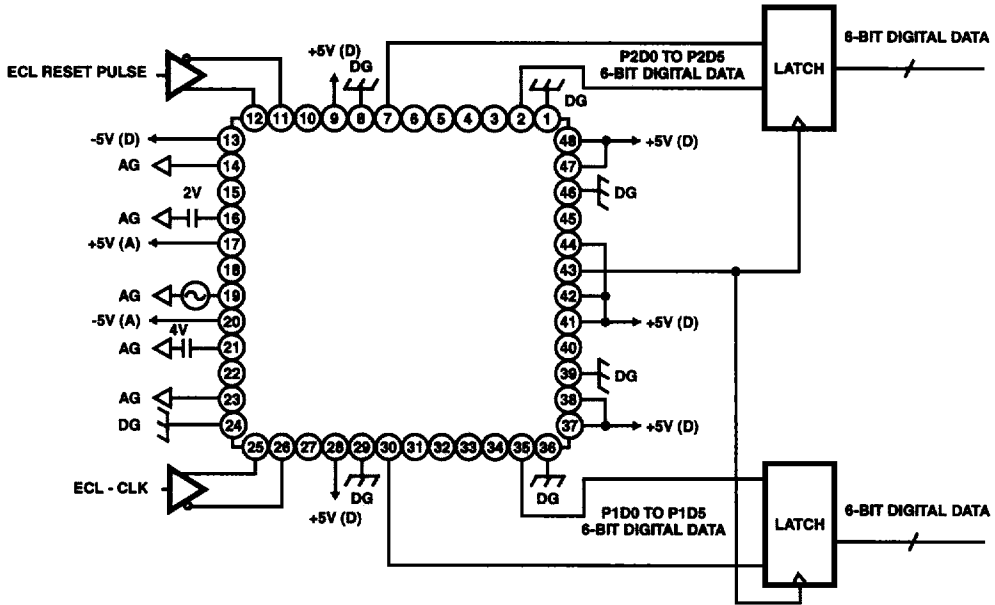 6-BIT DIGITAL DATA
+5V (D)
DG
P2D0 TO P2D5
6-BIT DIGITAL DATA
LATCH
ECL RESET PULSE
DG
12 11 10 9 8 7 6 5 4 3 2 1
-5V (D) 13
48 +5V (D)
AG 14
47
15
46 DG
2V
AG 16
45
+5V (A) 17
44
18
43
AG 19
42
-5V (A) 20
41 +5V (D)
4V
AG 21
40
22
39 DG
AG 23
38
DG 24
37 +5V (D)
25 26 27 28 29 30 31 32 33 34 35 36
ECL - CLK
DG
DG
+5V (D)
P1D0 TO P1D5
6-BIT DIGITAL DATA
LATCH
6-BIT DIGITAL DATA